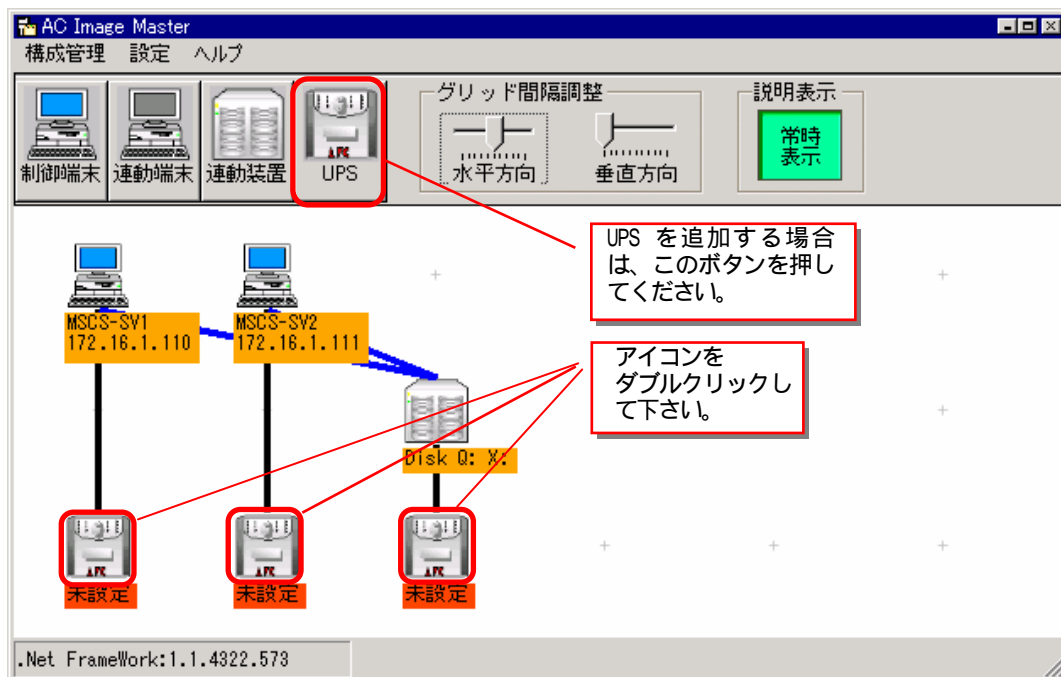 AC Image Master
構成管理 設定 ヘルプ
グリッド間隔調整
説明表示
常時
表示
制御端末 連動端末 連動装置 UPS
水平方向 垂直方向
UPS を追加する場合
は、このボタンを押し
てください。
MSCS-SV1
172.16.1.110
MSCS-SV2
172.16.1.111
アイコンを
ダブルクリックし
て下さい。
Disk Q: X:
未設定 未設定 未設定
.Net FrameWork:1.1.4322.573